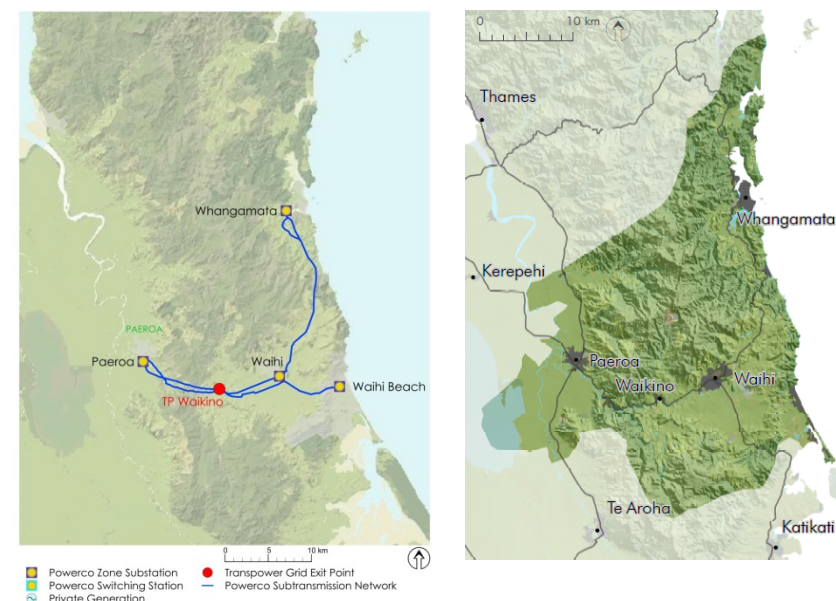 Whangamata
PAEROA
Paeroa
Waihi
Waihi Beach
TP Waikino
0 5 10 km
Powerco Zone Substation
Transpower Grid Exit Point
Powerco Switching Station
Powerco Subtransmission Network
Private Generation
0 10 km
Thames
Whangamata
Kerepehi
Paeroa
Waikino
Waihi
Te Aroha
Katikati